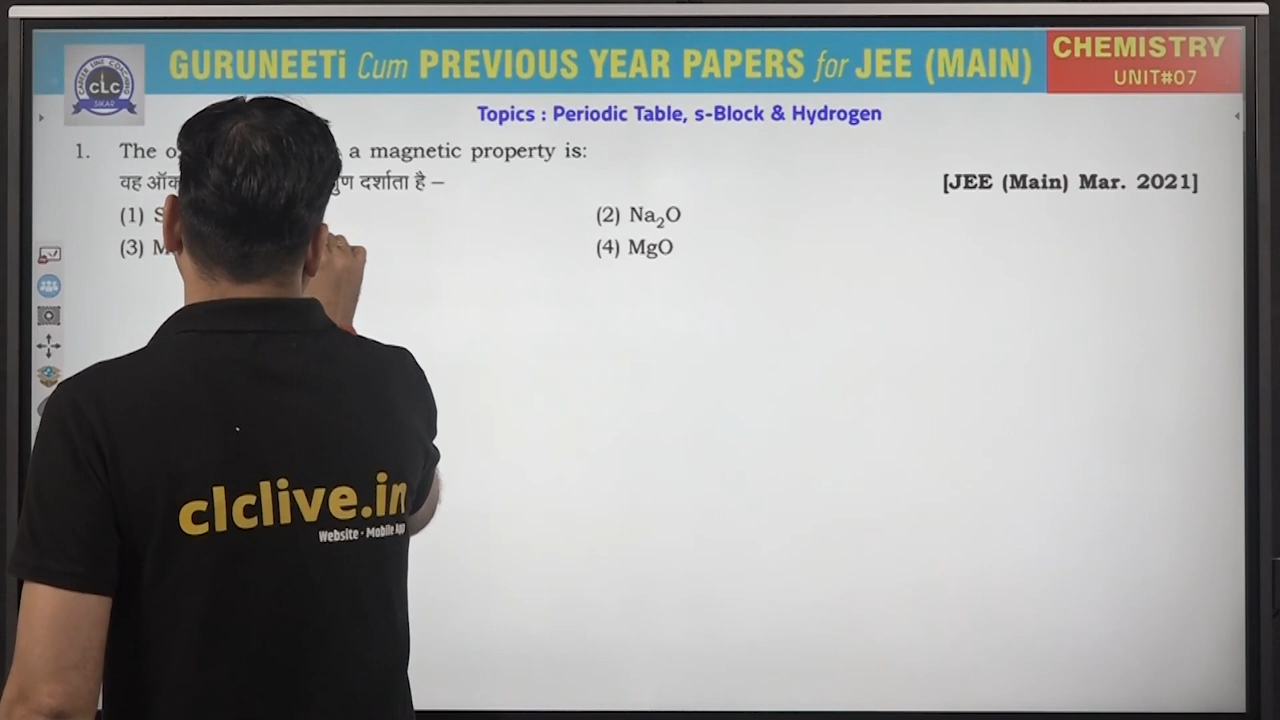 GURUNEETi Cum PREVIOUS YEAR PAPERS for JEE (MAIN)
CHEMISTRY
UNIT#07
CLC
SIKAR
Topics : Periodic Table, s-Block & Hydrogen
1. The a magnetic property is:
वह दर्शाता है –
[JEE (Main) Mar. 2021]
(1)
(2) Na₂O
(3)
(4) MgO
clclive.in
Website · Mobile App